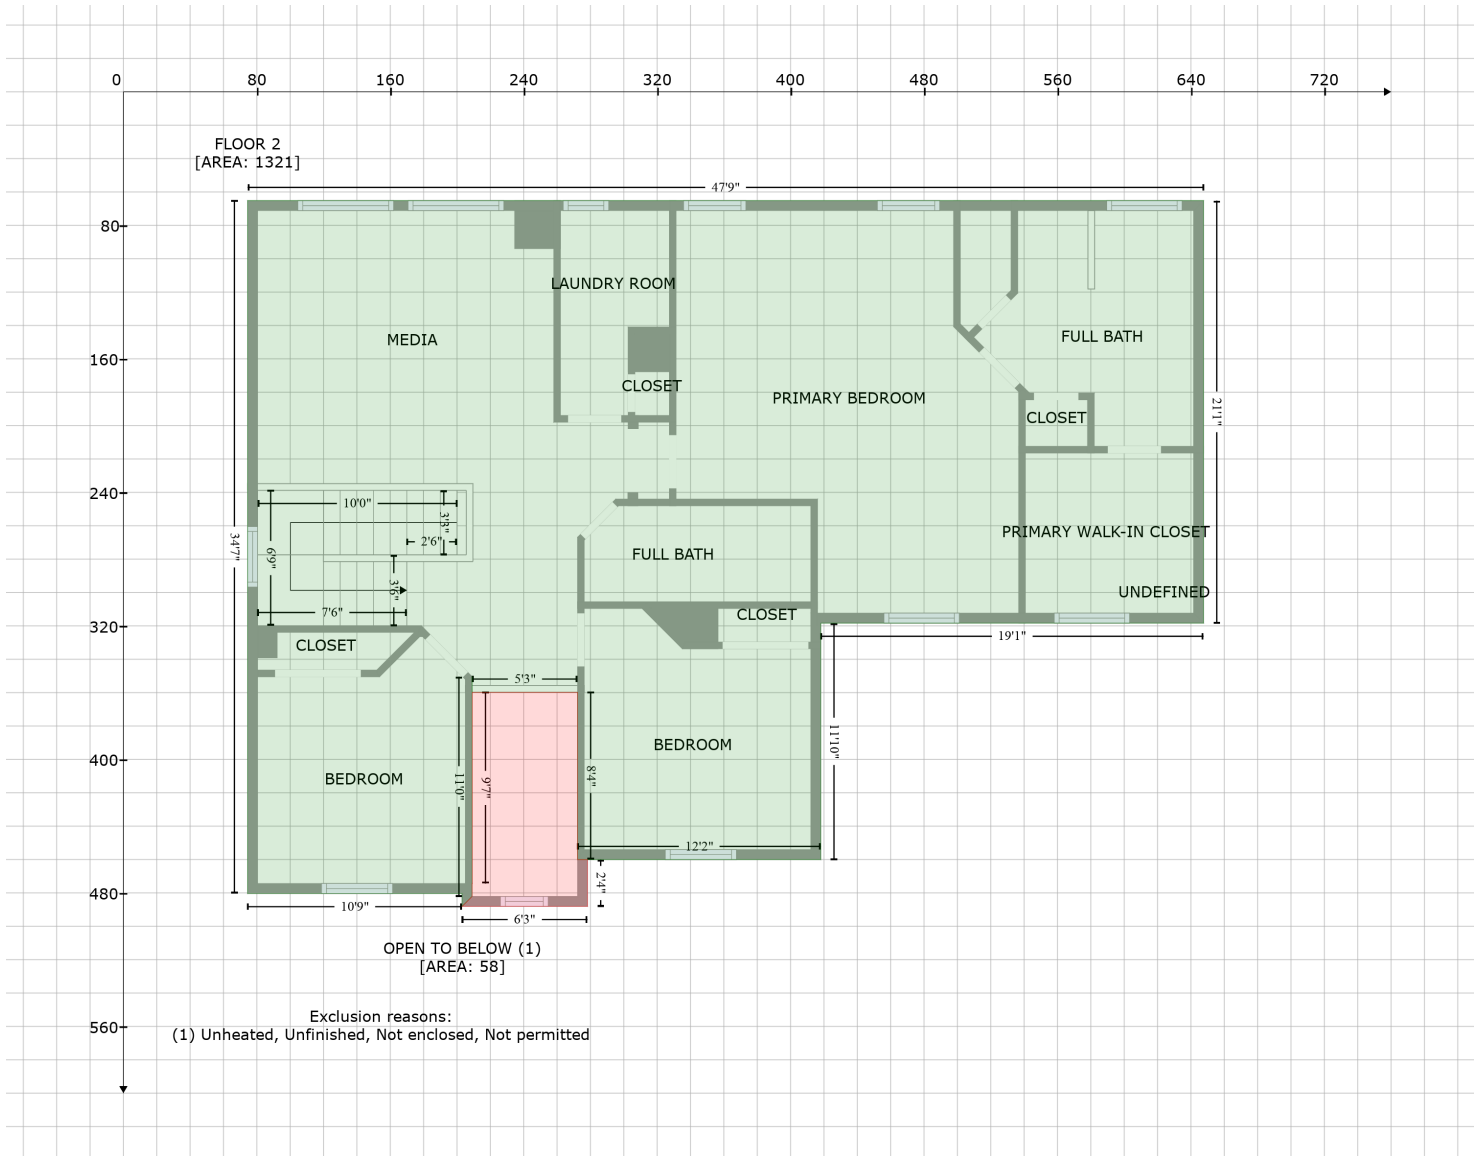 0 80 160 240 320 400 480 560 640 720
FLOOR 2
[AREA: 1321]
47'9"
80
LAUNDRY ROOM
MEDIA
FULL BATH
160
CLOSET
PRIMARY BEDROOM
21'1"
CLOSET
240
10'0"
3'3"
PRIMARY WALK-IN CLOSET
34'7"
6'9"
2'6"
FULL BATH
3'6"
UNDEFINED
7'6"
CLOSET
320
19'1"
CLOSET
5'3"
BEDROOM
11'10"
400
BEDROOM
11'0"
9'7"
8'4"
12'2"
480
2'4"
10'9"
6'3"
OPEN TO BELOW (1)
[AREA: 58]
Exclusion reasons:
560
(1) Unheated, Unfinished, Not enclosed, Not permitted